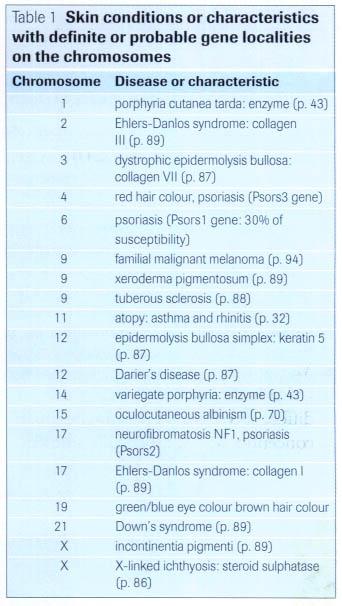 Table 1 Skin conditions or characteristics
with definite or probable gene localities
on the chromosomes
Chromosome Disease or characteristic
1 porphyria cutanea tarda: enzyme (p. 43)
2 Ehlers-Danlos syndrome: collagen
III (p. 89)
3 dystrophic epidermolysis bullosa:
collagen VII (p. 87)
4 red hair colour, psoriasis (Psors3 gene)
6 psoriasis (Psors1 gene: 30% of
susceptibility)
9 familial malignant melanoma (p. 94)
9 xeroderma pigmentosum (p. 89)
9 tuberous sclerosis (p. 88)
11 atopy: asthma and rhinitis (p. 32)
12 epidermolysis bullosa simplex: keratin 5
(p. 87)
12 Darier's disease (p. 87)
14 variegate porphyria: enzyme (p. 43)
15 oculocutaneous albinism (p. 70)
17 neurofibromatosis NF1, psoriasis
(Psors2)
17 Ehlers-Danlos syndrome: collagen I
(p. 89)
19 green/blue eye colour brown hair colour
21 Down's syndrome (p. 89)
X incontinentia pigmenti (p. 89)
X X-linked ichthyosis: steroid sulphatase
(p. 86)